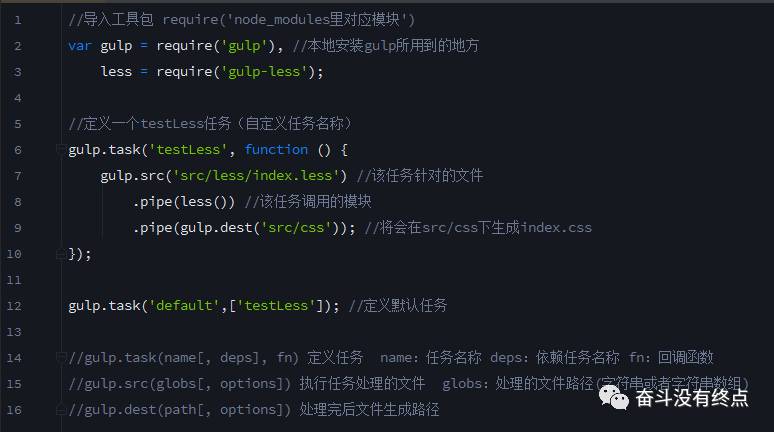 1 //导入工具包 require('node_modules里对应模块')
2 var gulp = require('gulp'), //本地安装gulp所用到的地方
3 less = require('gulp-less');
4
5 //定义一个testLess任务（自定义任务名称）
6 gulp.task('testLess', function () {
7 gulp.src('src/less/index.less') //该任务针对的文件
8 .pipe(less()) //该任务调用的模块
9 .pipe(gulp.dest('src/css')); //将会在src/css下生成index.css
10 });
11
12 gulp.task('default',['testLess']); //定义默认任务
13
14 //gulp.task(name[, deps], fn) 定义任务  name：任务名称 deps：依赖任务名称 fn：回调函数
15 //gulp.src(globs[, options]) 执行任务处理的文件  globs：处理的文件路径(字符串或者字符串数组)
16 //gulp.dest(path[, options]) 处理完后文件生成路径
奋斗没有终点